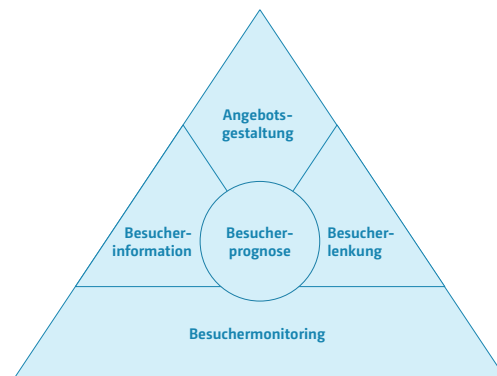 Angebots-
gestaltung
Besucher-
information
Besucher-
prognose
Besucher-
lenkung
Besuchermonitoring